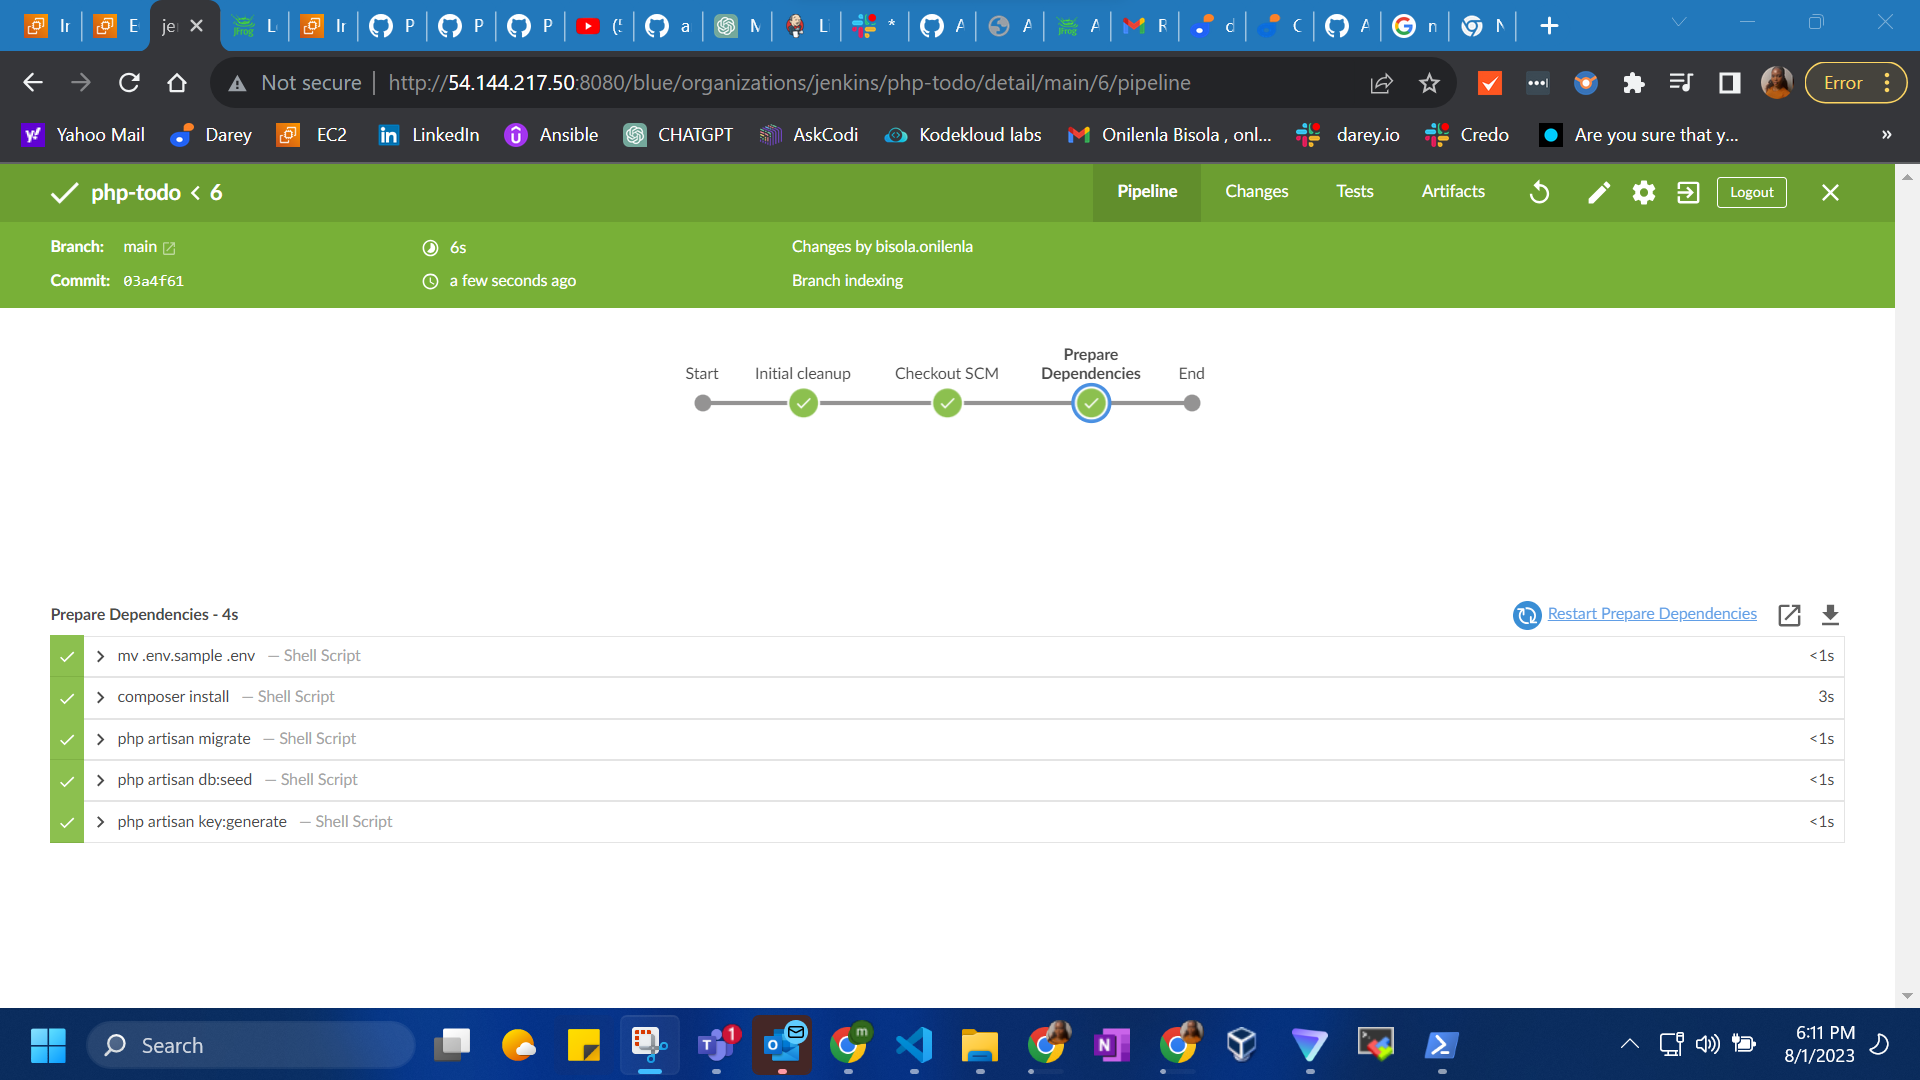 Ir
E
je
Le
Ir
P
P
P
(5
a
M
Li
*
A
A
A
R
d
C
A
n
N
Not secure
http://54.144.217.50:8080/blue/organizations/jenkins/php-todo/detail/main/6/pipeline
Error
Yahoo Mail
Darey
EC2
LinkedIn
Ansible
CHATGPT
AskCodi
Kodekloud labs
Onilenla Bisola , onl...
darey.io
Credo
Are you sure that y...
»
php-todo < 6
Pipeline
Changes
Tests
Artifacts
Logout
Branch: main
6s
Changes by bisola.onilenla
Commit: 03a4f61
a few seconds ago
Branch indexing
Start
Initial cleanup
Checkout SCM
Prepare
Dependencies
End
Prepare Dependencies - 4s
Restart Prepare Dependencies
mv .env.sample .env — Shell Script <1s
composer install — Shell Script 3s
php artisan migrate — Shell Script <1s
php artisan db:seed — Shell Script <1s
php artisan key:generate — Shell Script <1s
Search
1
m
6:11 PM
8/1/2023